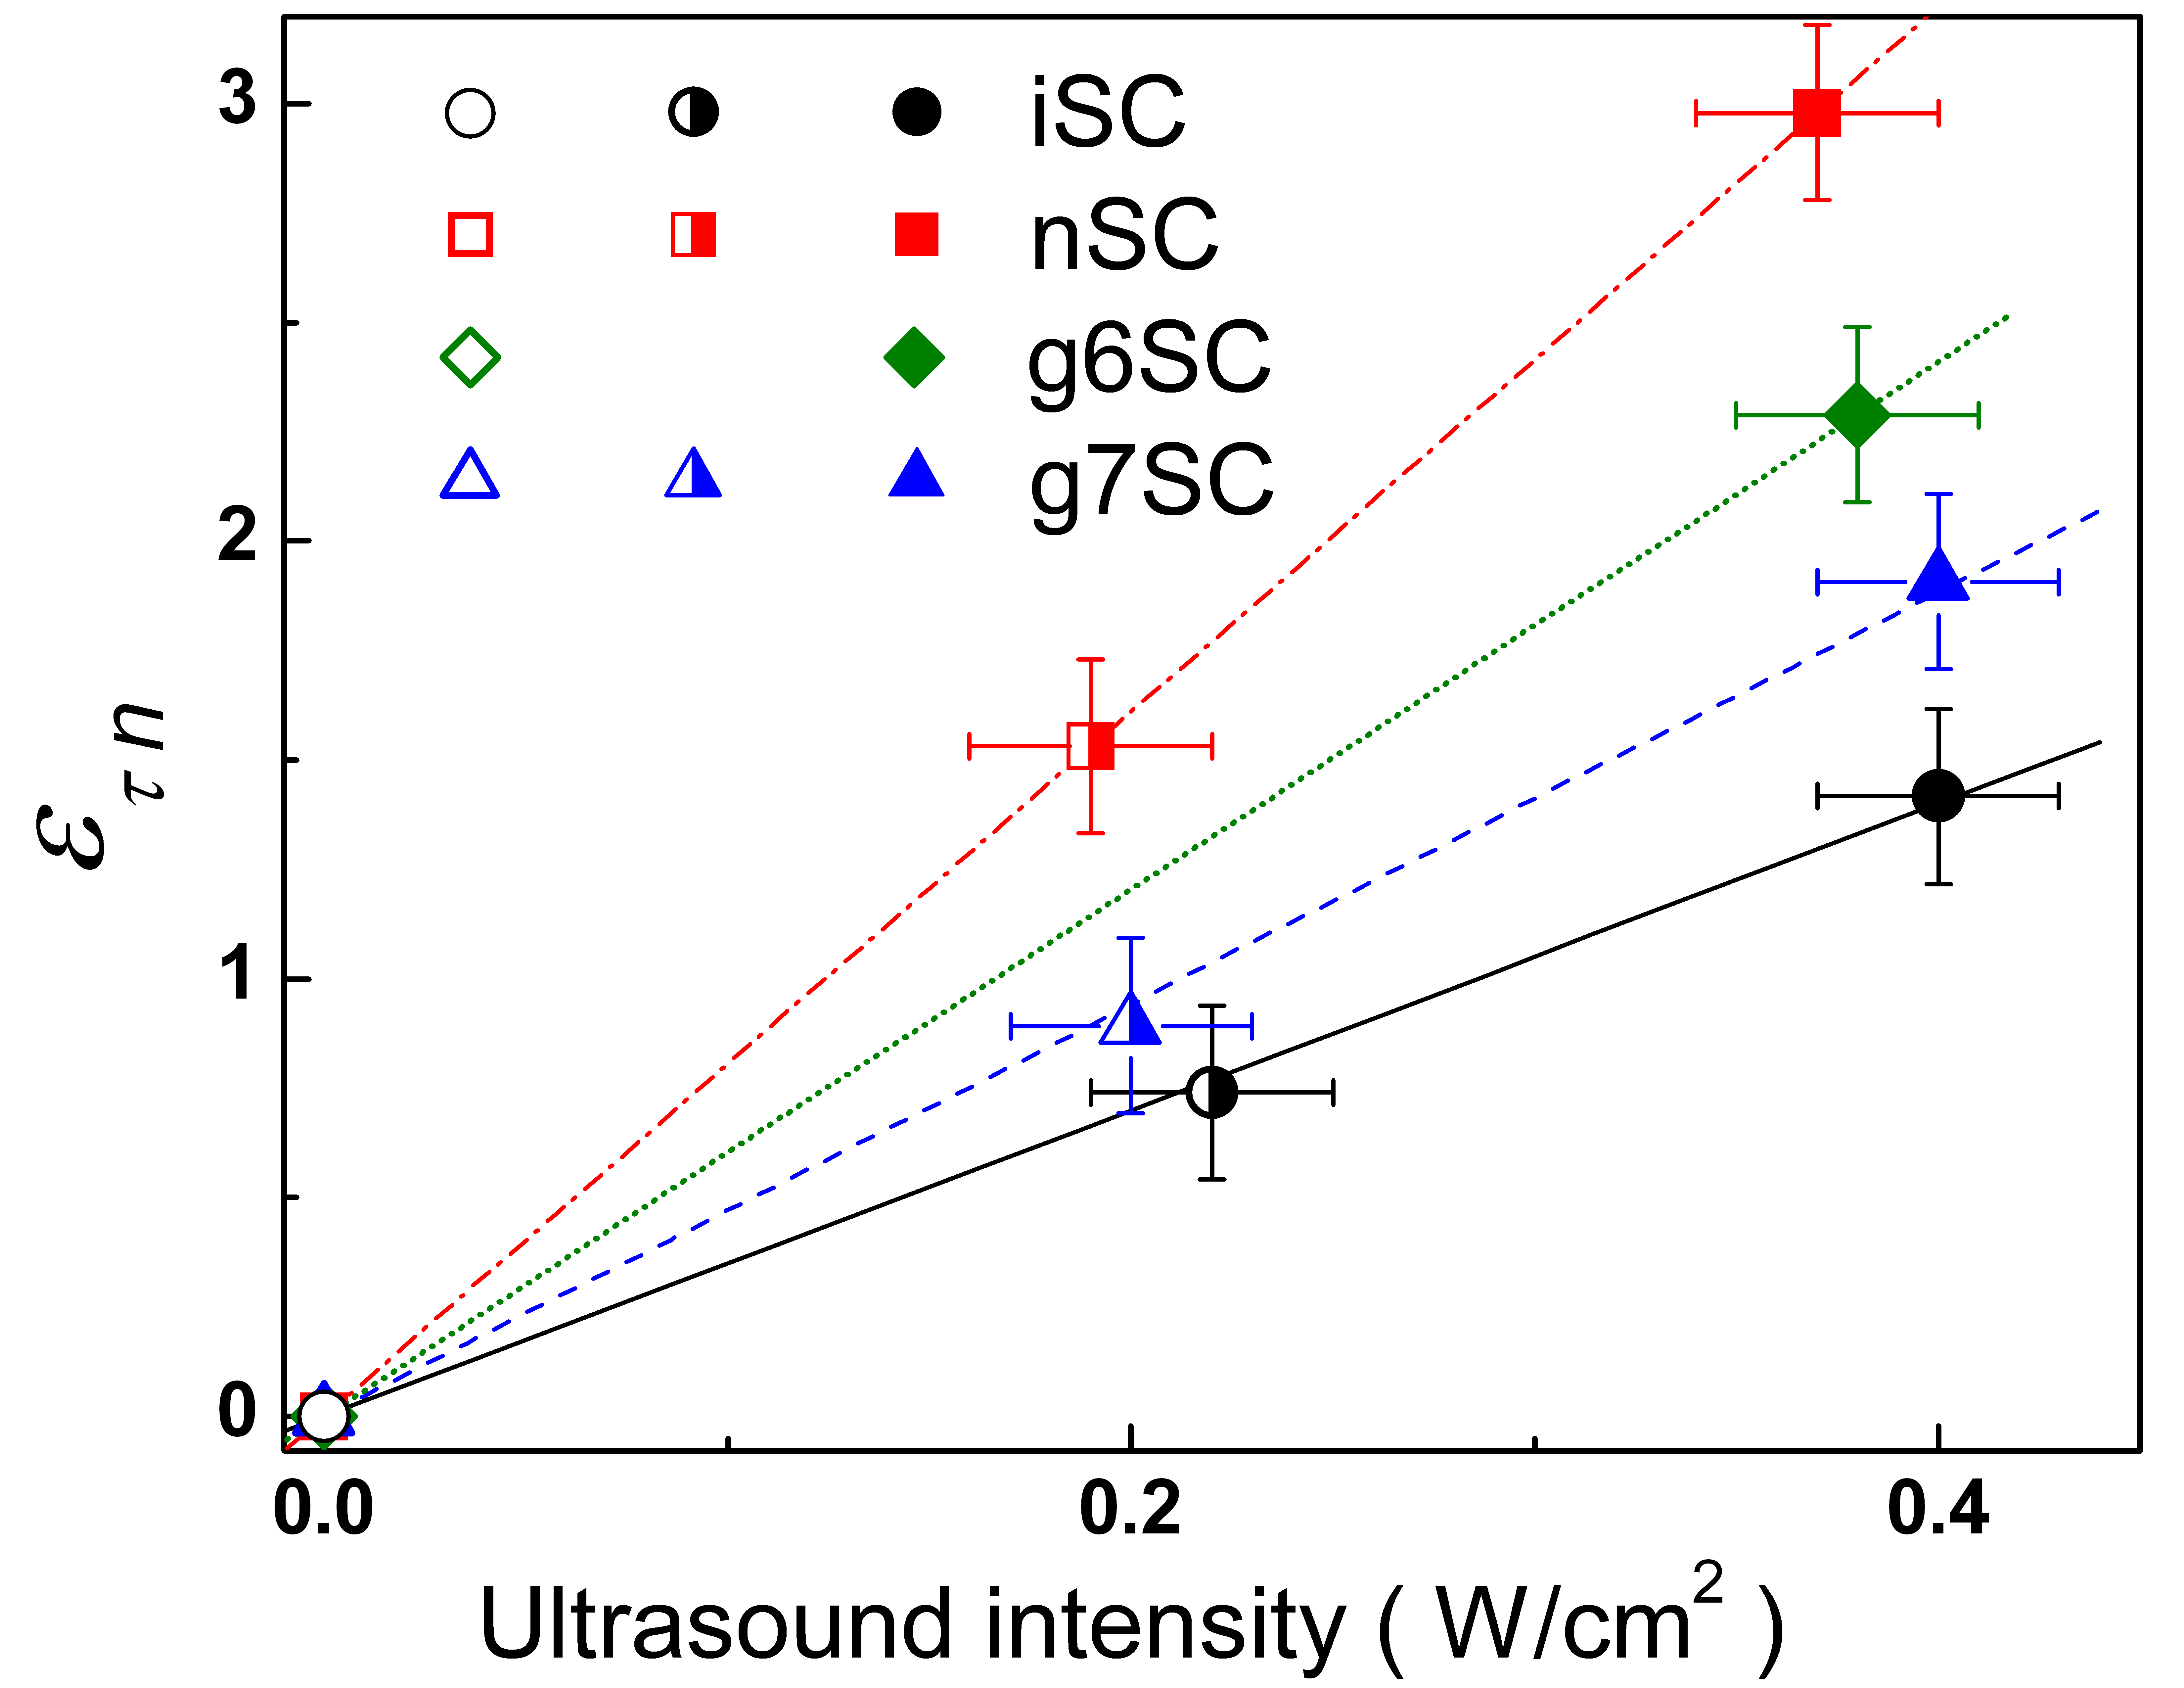 3
2
1
0
iSC
nSC
g6SC
g7SC
ε τ n
0.0 0.2 0.4
Ultrasound intensity ( W/cm² )